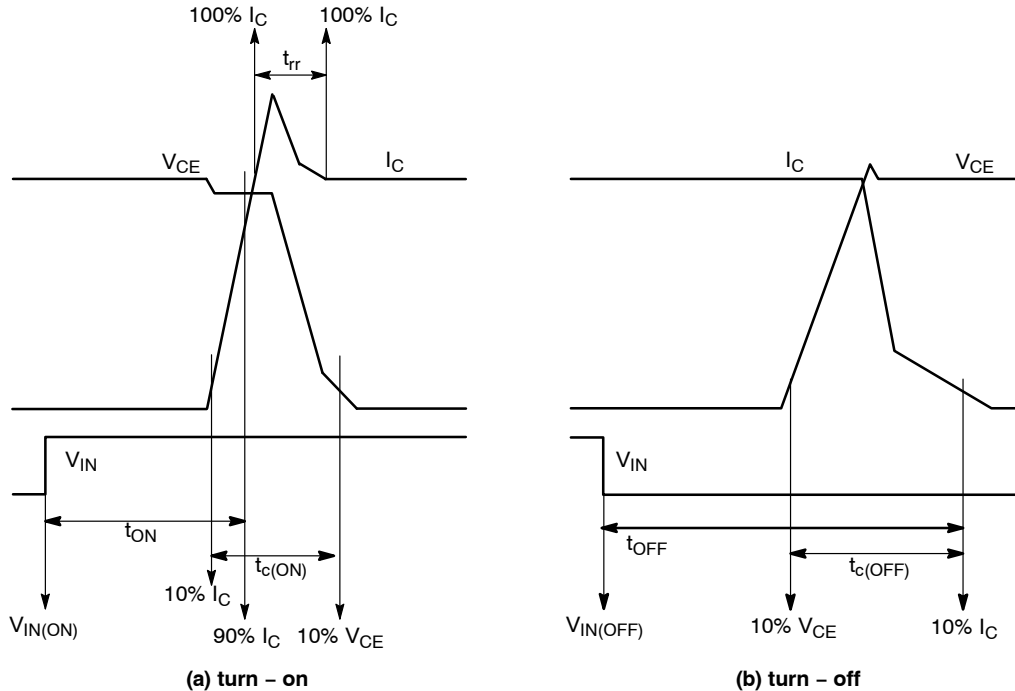 100% I_C 100% I_C
t_rr
V_CE I_C
I_C V_CE
V_IN
V_IN
t_ON
t_OFF
t_c(ON)
t_c(OFF)
10% I_C
V_IN(ON)
90% I_C 10% V_CE
V_IN(OFF)
10% V_CE 10% I_C
(a) turn – on
(b) turn – off